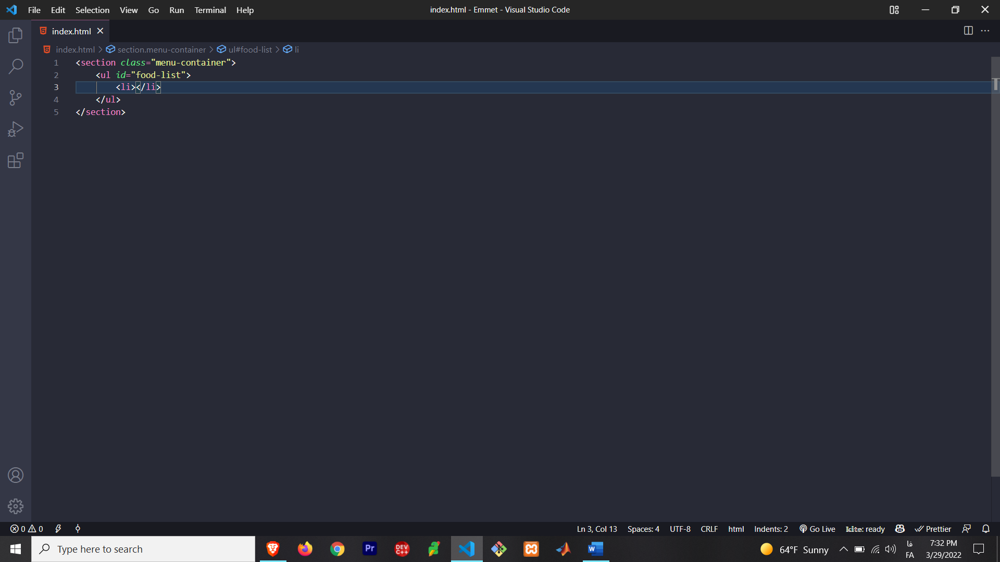 File Edit Selection View Go Run Terminal Help index.html - Emmet - Visual Studio Code
index.html
index.html section.menu-container ul#food-list li
1 <section class="menu-container">
2 <ul id="food-list">
3 <li></li>
4 </ul>
5 </section>
0 0 Ln 3, Col 13 Spaces: 4 UTF-8 CRLF html Indents: 2 Go Live kite: ready Prettier
Type here to search Pr DEV C++ W 64°F Sunny فا 7:32 PM
FA 3/29/2022